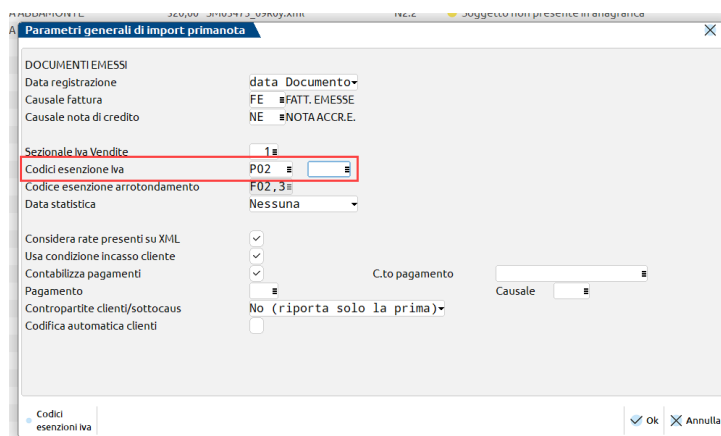 Parametri generali di import primanota
DOCUMENTI EMESSI
Data registrazione data Documento
Causale fattura FE FATT. EMESSE
Causale nota di credito NE NOTA ACCR.E.
Sezionale Iva Vendite 1
Codici esenzione Iva P02
Codice esenzione arrotondamento F02,3
Data statistica Nessuna
Considera rate presenti su XML
Usa condizione incasso cliente
Contabilizza pagamenti C.to pagamento
Pagamento Causale
Contropartite clienti/sottocaus No (riporta solo la prima)
Codifica automatica clienti
Codici
esenzioni iva
Ok Annulla